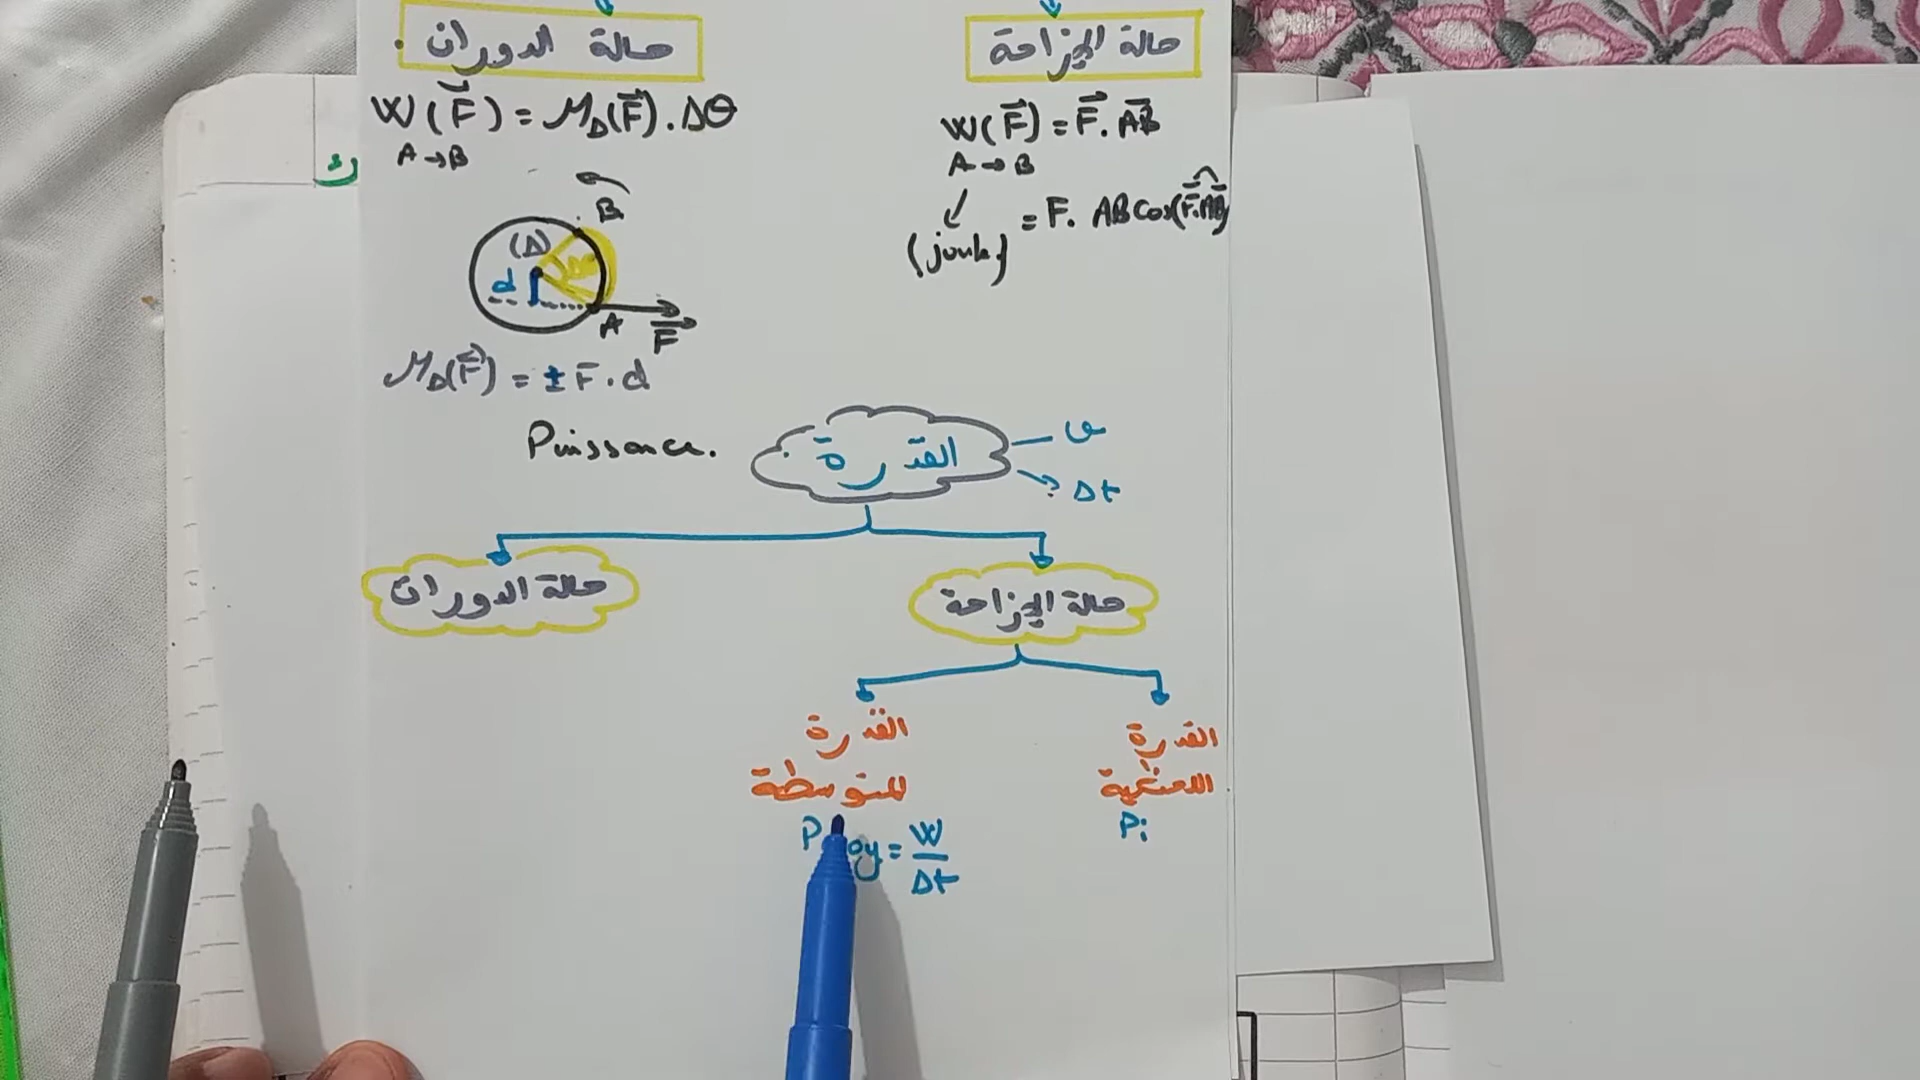 حالة الإزاحة
حالة الدوران
W(F⃗) = F⃗ . AB⃗
A → B
= F. AB cos(F⃗.AB⃗)
(joule)
W(F⃗) = M_Δ(F⃗) . Δθ
A → B
B
(Δ)
d
A
F⃗
M_Δ(F⃗) = ± F . d
القدرة
Δt
Puissance.
حالة الإزاحة
حالة الدوران
القدرة
اللحظية
Pi
القدرة
المتوسطة
= W/Δt